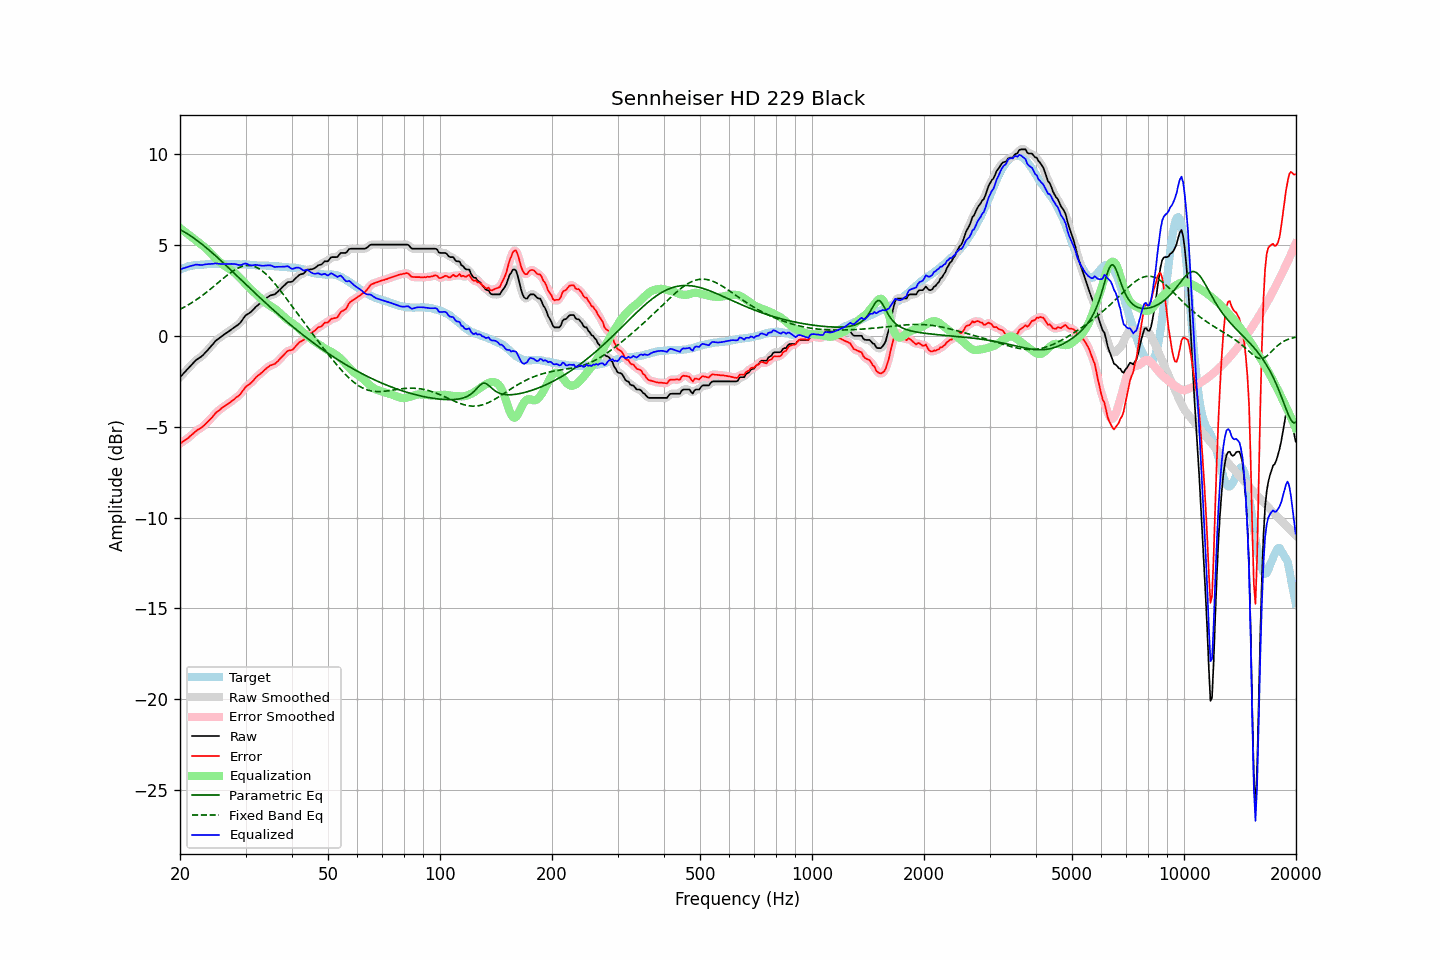 Sennheiser HD 229 Black
Amplitude (dBr)
10
5
0
−5
−10
−15
−20
−25
Target
Raw Smoothed
Error Smoothed
Raw
Error
Equalization
Parametric Eq
Fixed Band Eq
Equalized
20 50 100 200 500 1000 2000 5000 10000 20000
Frequency (Hz)